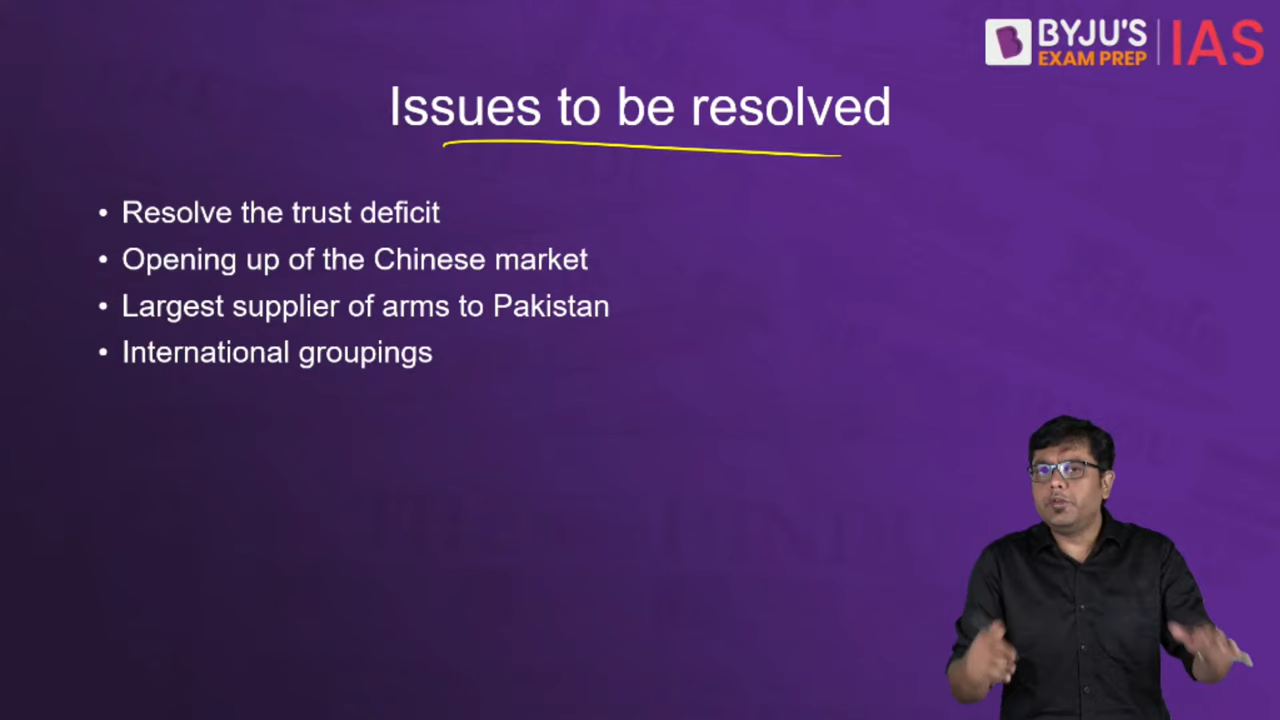 BYJU'S
EXAM PREP
IAS
Issues to be resolved
• Resolve the trust deficit
• Opening up of the Chinese market
• Largest supplier of arms to Pakistan
• International groupings